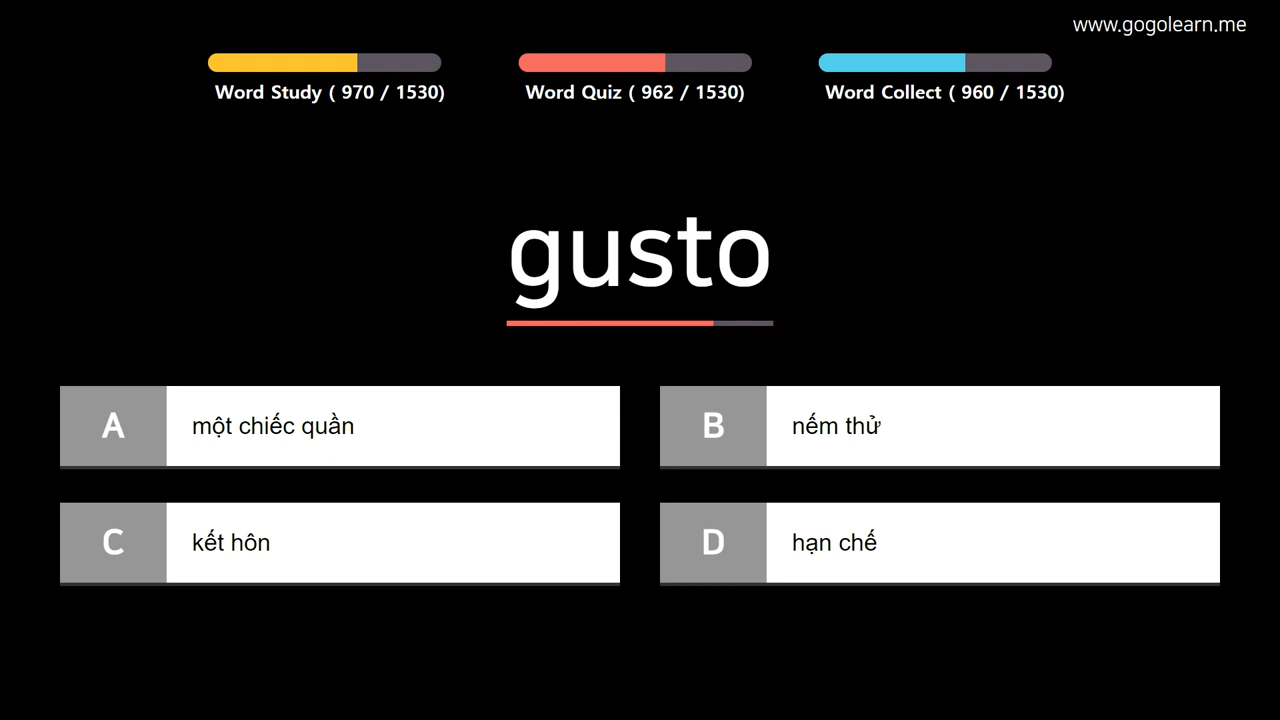 www.gogolearn.me
Word Study ( 970 / 1530)
Word Quiz ( 962 / 1530)
Word Collect ( 960 / 1530)
gusto
A một chiếc quần
B nếm thử
C kết hôn
D hạn chế